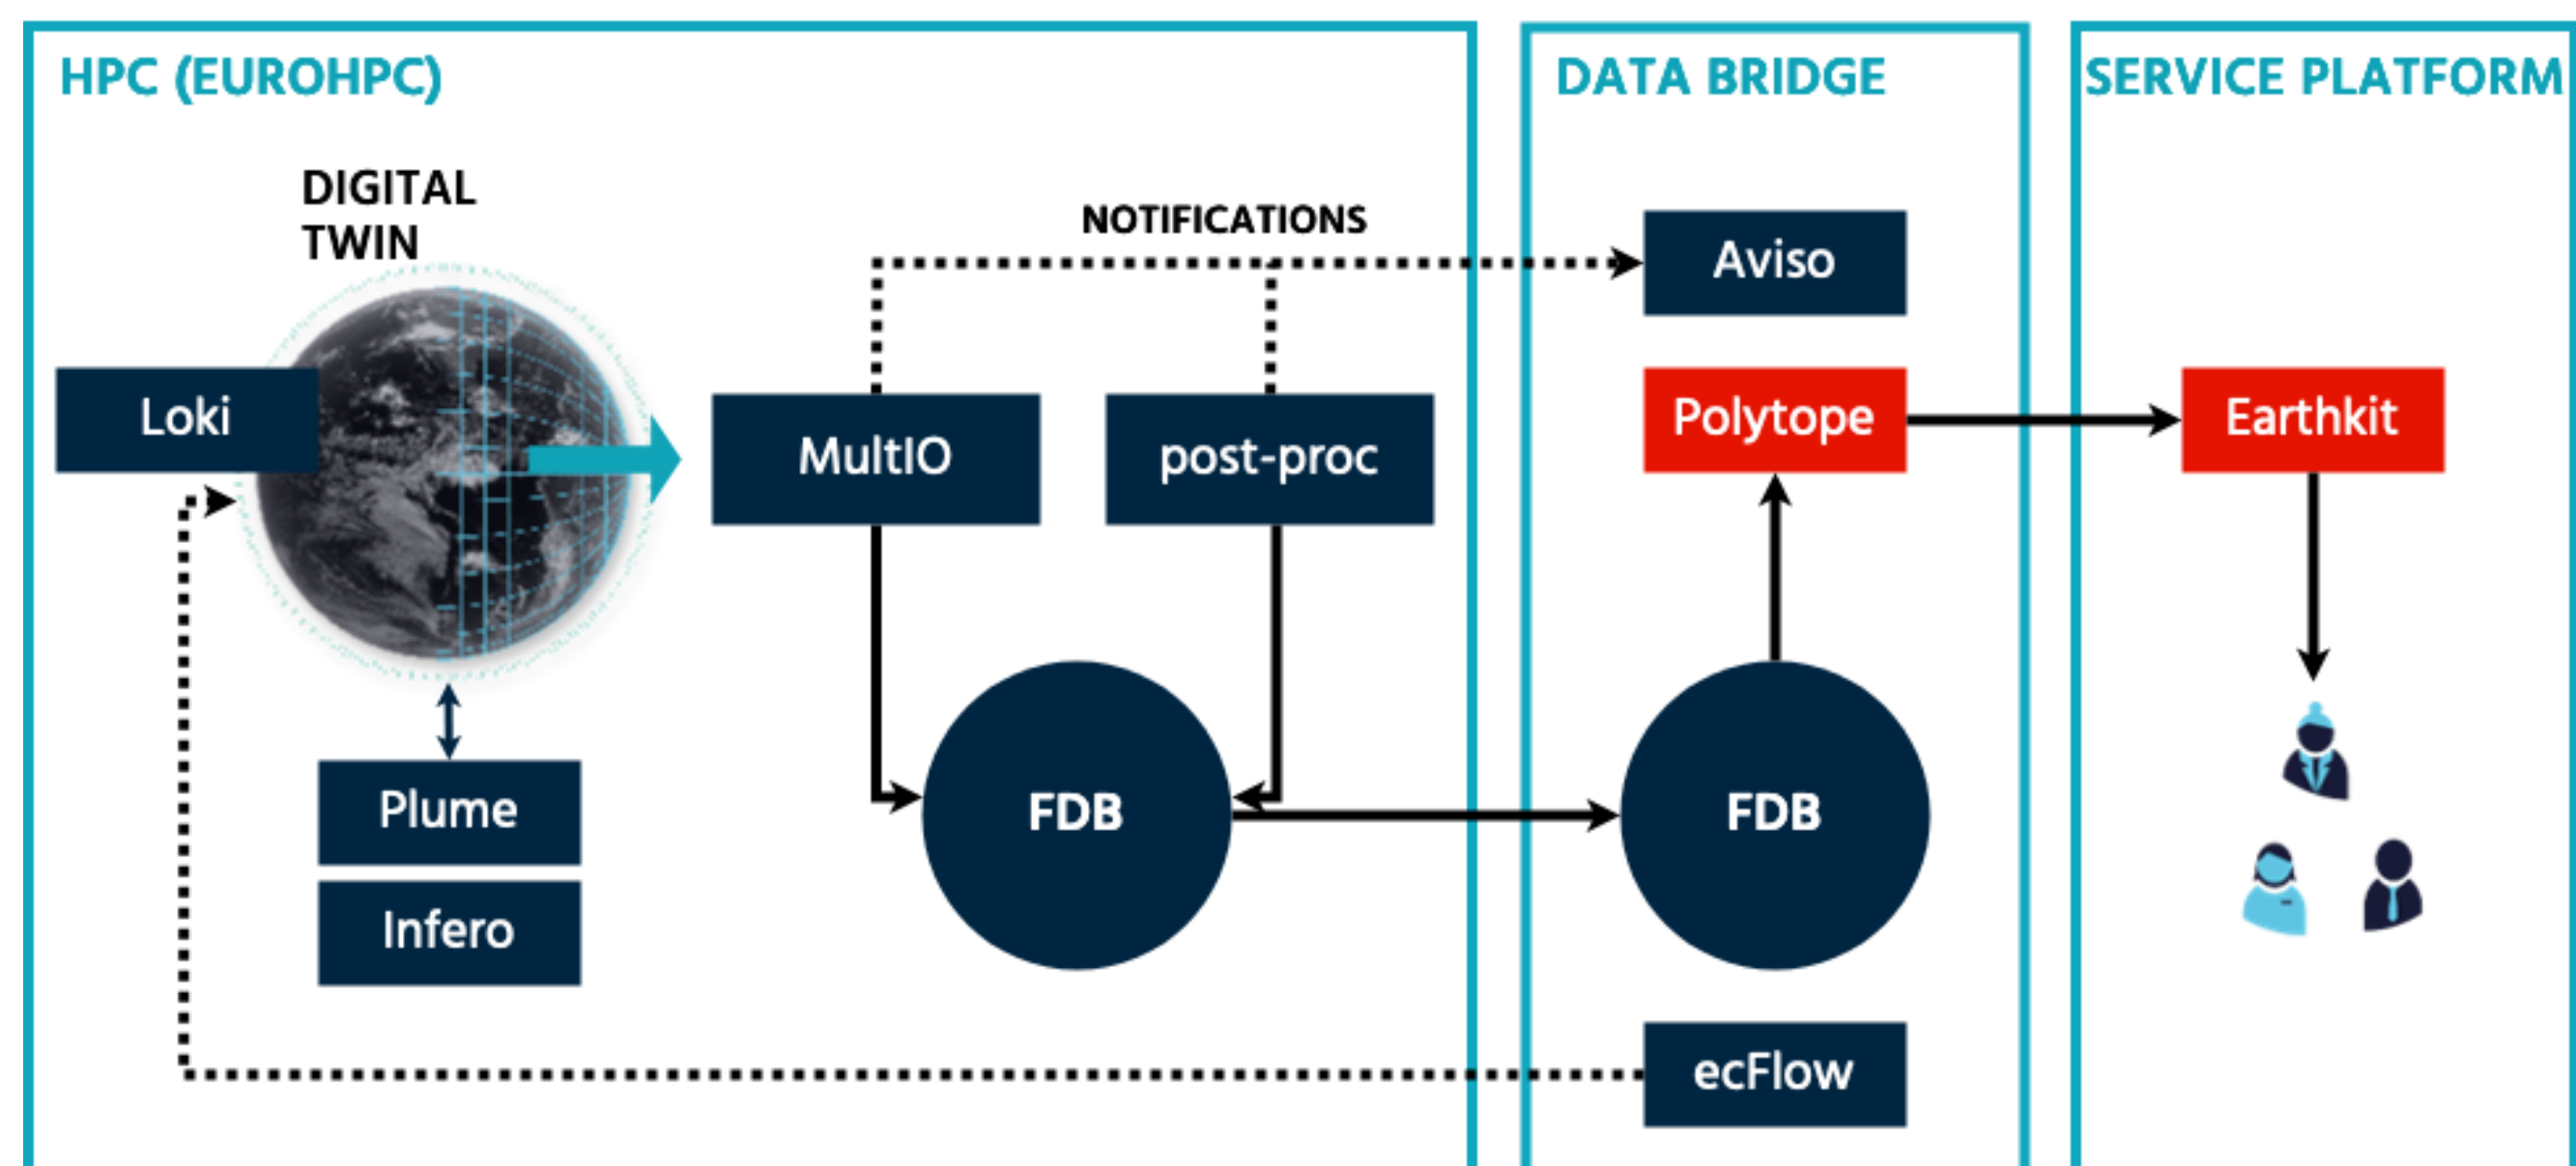 HPC (EUROHPC)
DIGITAL
TWIN
Loki
Plume
Infero
NOTIFICATIONS
MultIO
post-proc
FDB
DATA BRIDGE
Aviso
Polytope
FDB
ecFlow
SERVICE PLATFORM
Earthkit